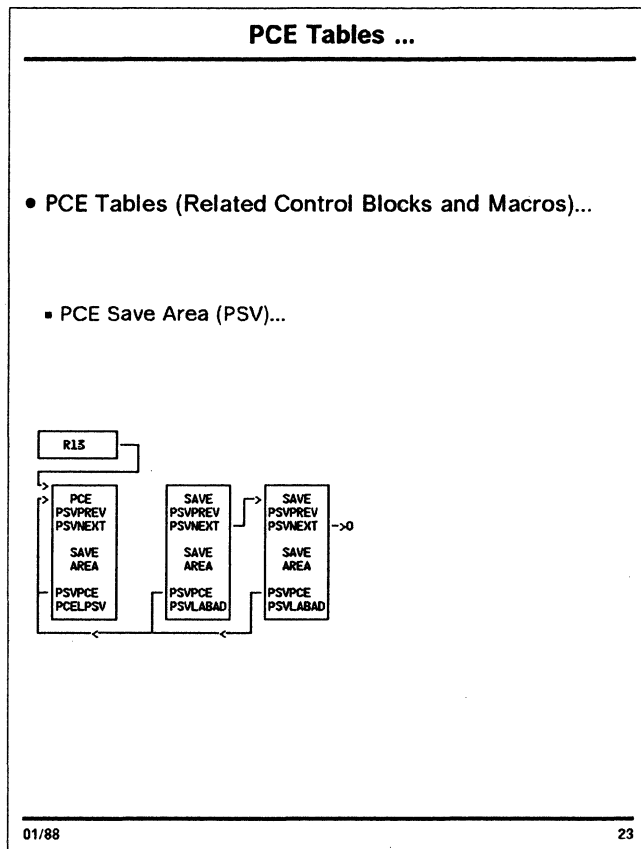 PCE Tables ...
• PCE Tables (Related Control Blocks and Macros)...
▪ PCE Save Area (PSV)...
R13
PCE
PSVPREV
PSVNEXT
SAVE
AREA
PSVPCE
PCELPSV
SAVE
PSVPREV
PSVNEXT
SAVE
AREA
PSVPCE
PSVLABAD
SAVE
PSVPREV
PSVNEXT
SAVE
AREA
PSVPCE
PSVLABAD
->0
01/88
23